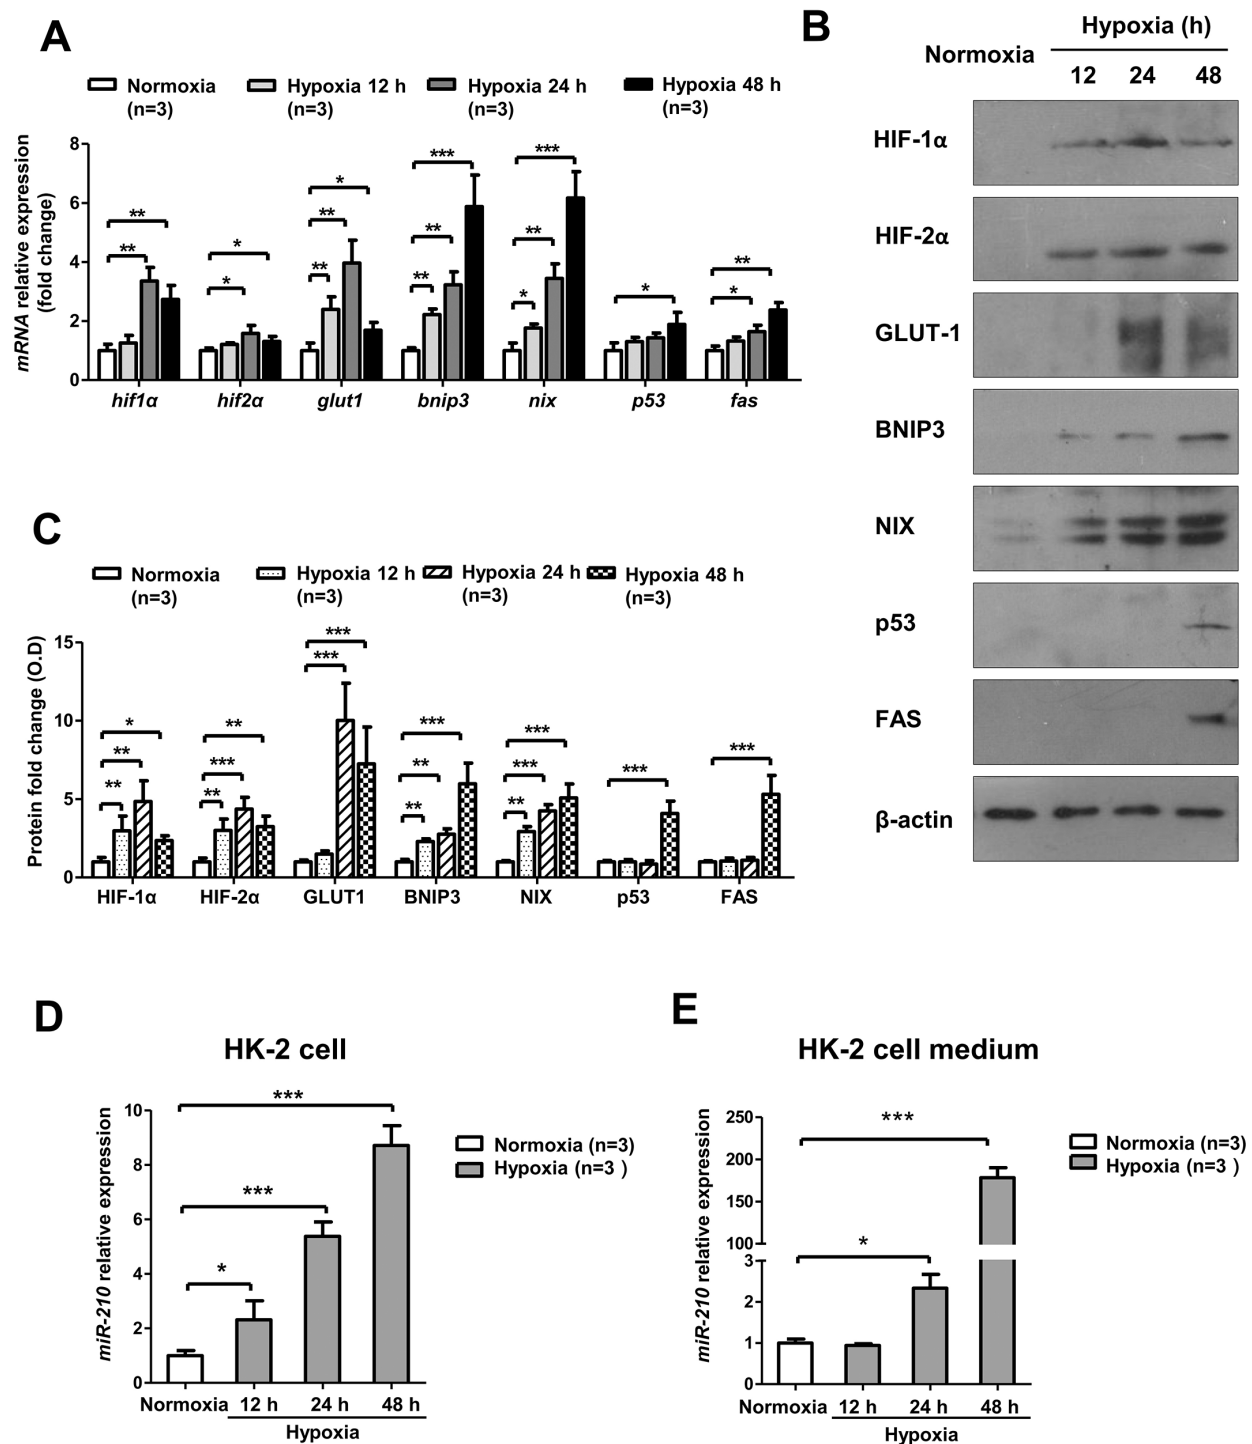 A
Normoxia (n=3)
Hypoxia 12 h (n=3)
Hypoxia 24 h (n=3)
Hypoxia 48 h (n=3)
mRNA relative expression
(fold change)
8
6
4
2
0
** ** * * * ** ** *** ** ** *** ** * * ** *
hif1α hif2α glut1 bnip3 nix p53 fas
B
Hypoxia (h)
Normoxia
12 24 48
HIF-1α
HIF-2α
GLUT-1
BNIP3
NIX
p53
FAS
β-actin
C
Normoxia (n=3)
Hypoxia 12 h (n=3)
Hypoxia 24 h (n=3)
Hypoxia 48 h (n=3)
Protein fold change (O.D)
15
10
5
0
* ** ** ** *** ** *** *** *** ** ** *** *** ** *** ***
HIF-1α HIF-2α GLUT1 BNIP3 NIX p53 FAS
D
HK-2 cell
miR-210 relative expression
10
8
6
4
2
0
***
***
*
Normoxia 12 h 24 h 48 h
Hypoxia
Normoxia (n=3)
Hypoxia (n=3 )
E
HK-2 cell medium
miR-210 relative expression
250
200
150
100
3
2
1
0
***
*
Normoxia 12 h 24 h 48 h
Hypoxia
Normoxia (n=3)
Hypoxia (n=3 )